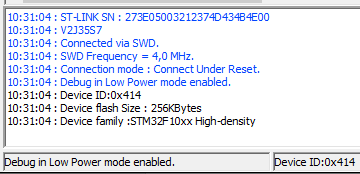 10:31:04 : ST-LINK SN : 273E05003212374D434B4E00
10:31:04 : V2J35S7
10:31:04 : Connected via SWD.
10:31:04 : SWD Frequency = 4,0 MHz.
10:31:04 : Connection mode : Connect Under Reset.
10:31:04 : Debug in Low Power mode enabled.
10:31:04 : Device ID:0x414
10:31:04 : Device flash Size : 256KBytes
10:31:04 : Device family :STM32F10xx High-density
Debug in Low Power mode enabled.
Device ID:0x414